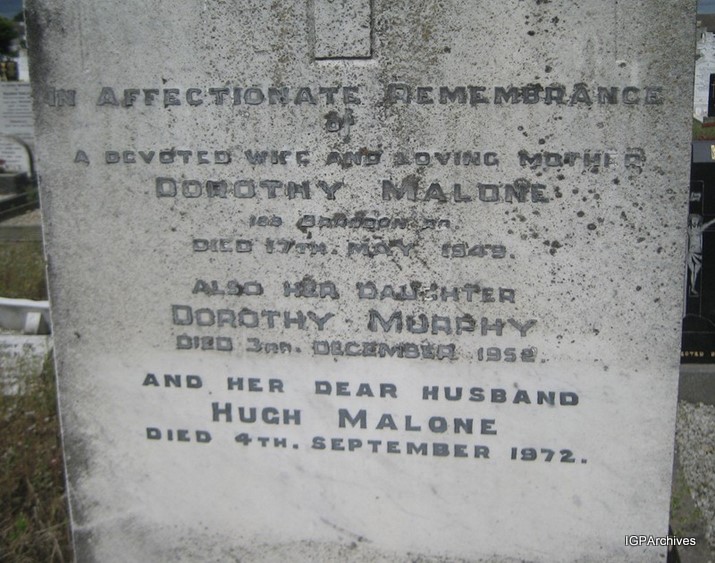 IN AFFECTIONATE REMEMBRANCE
OF
A DEVOTED WIFE AND LOVING MOTHER
DOROTHY MALONE
DIED 17TH. MAY 1949.
ALSO HER DAUGHTER
DOROTHY MURPHY
DIED 3RD. DECEMBER
AND HER DEAR HUSBAND
HUGH MALONE
DIED 4TH. SEPTEMBER 1972.
IGPArchives